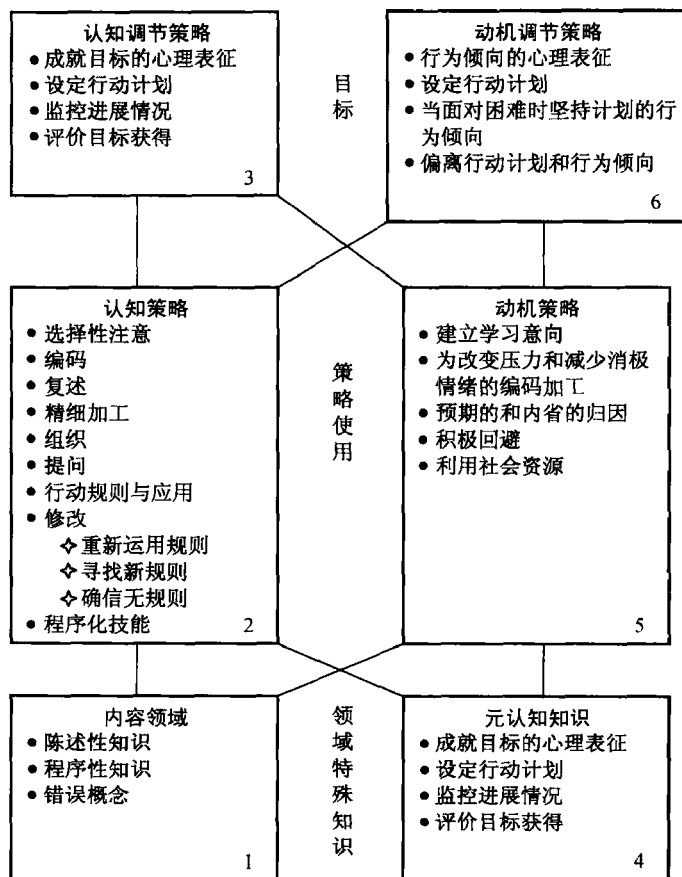 认知调节策略
● 成就目标的心理表征
● 设定行动计划
● 监控进展情况
● 评价目标获得
3
目
标
动机调节策略
● 行为倾向的心理表征
● 设定行动计划
● 当面对困难时坚持计划的行
为倾向
● 偏离行动计划和行为倾向
6
认知策略
● 选择性注意
● 编码
● 复述
● 精细加工
● 组织
● 提问
● 行动规则与应用
● 修改
✧ 重新运用规则
✧ 寻找新规则
✧ 确信无规则
● 程序化技能
2
策
略
使
用
动机策略
● 建立学习意向
● 为改变压力和减少消极
情绪的编码加工
● 预期的和内省的归因
● 积极回避
● 利用社会资源
5
内容领域
● 陈述性知识
● 程序性知识
● 错误概念
1
领
域
特
殊
知
识
元认知知识
● 成就目标的心理表征
● 设定行动计划
● 监控进展情况
● 评价目标获得
4